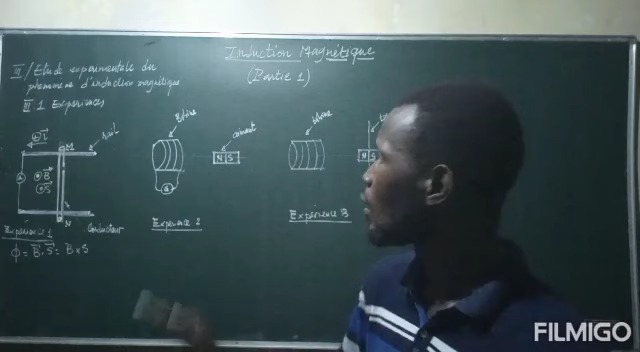 Induction Magnétique
(Partie 1)
III / Etude expérimentale du
phénomène d'induction magnétique
III 1 Expériences
rail
Bobine
aimant
bobine
M
B
S
N S
N S
G
N
Conducteur
Expérience 1
Expérience 2
Expérience 3
ϕ = B⃗ . S⃗ = B x S
FILMIGO